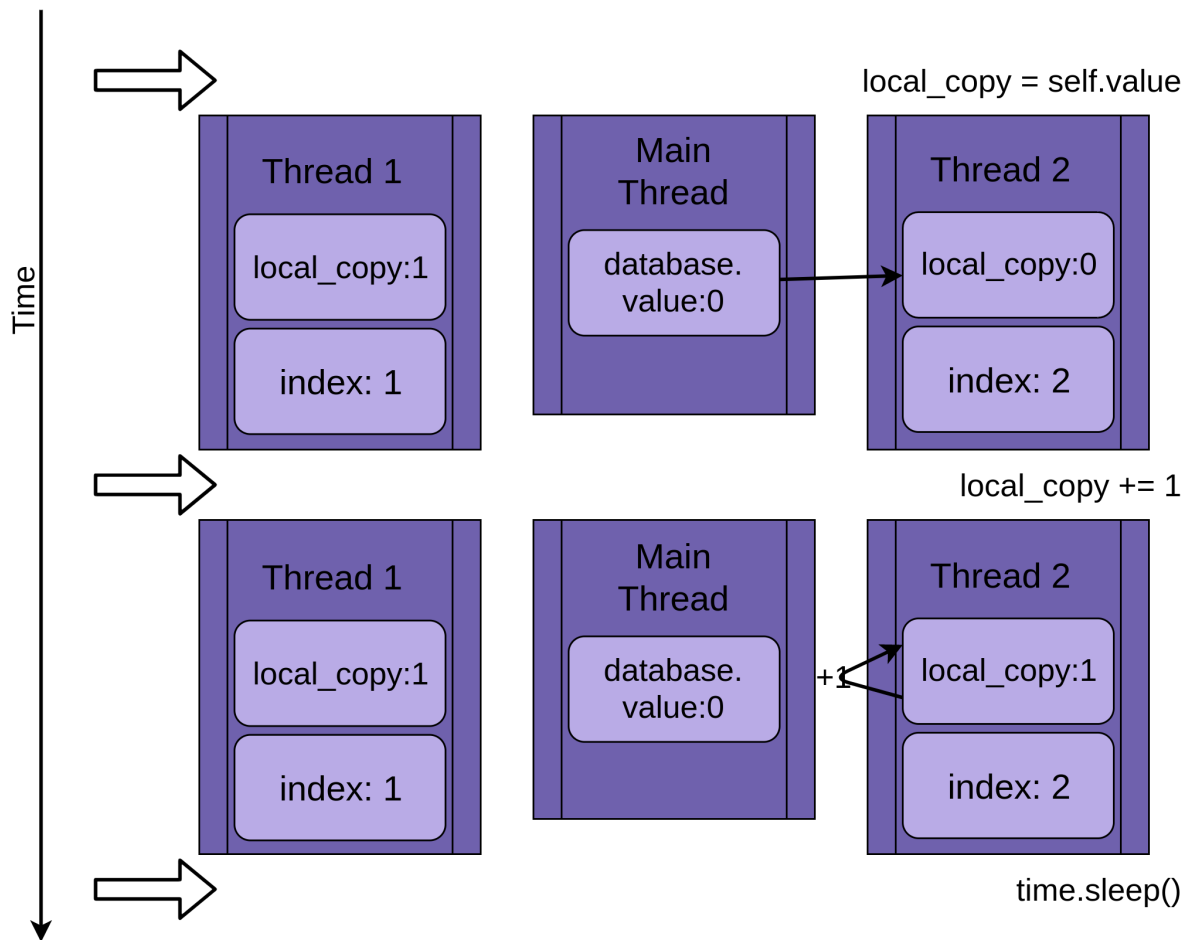 Time
local_copy = self.value
Thread 1
local_copy:1
index: 1
Main
Thread
database.
value:0
Thread 2
local_copy:0
index: 2
local_copy += 1
Thread 1
local_copy:1
index: 1
Main
Thread
database.
value:0
+1
Thread 2
local_copy:1
index: 2
time.sleep()